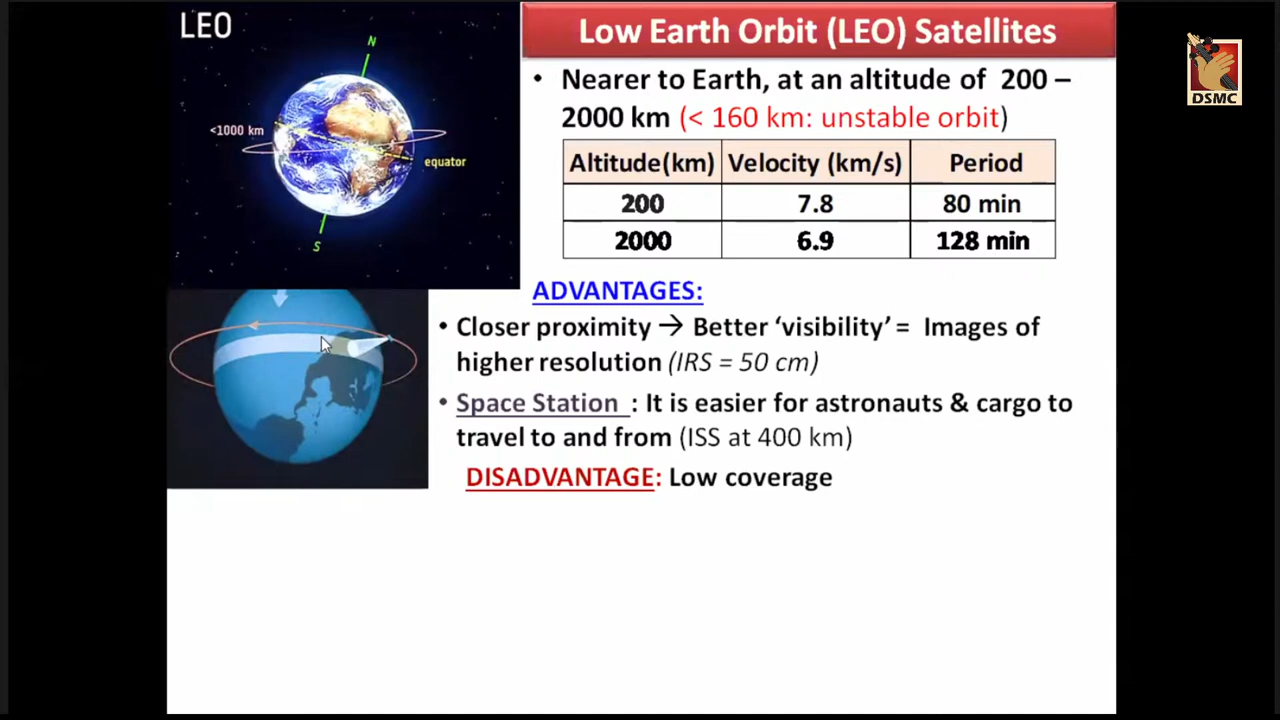 LEO
N
<1000 km
equator
S
Low Earth Orbit (LEO) Satellites
DSMC
• Nearer to Earth, at an altitude of 200 –
2000 km (< 160 km: unstable orbit)
Altitude(km) Velocity (km/s) Period
200 7.8 80 min
2000 6.9 128 min
ADVANTAGES:
• Closer proximity → Better ‘visibility’ = Images of
higher resolution (IRS = 50 cm)
• Space Station : It is easier for astronauts & cargo to
travel to and from (ISS at 400 km)
DISADVANTAGE: Low coverage